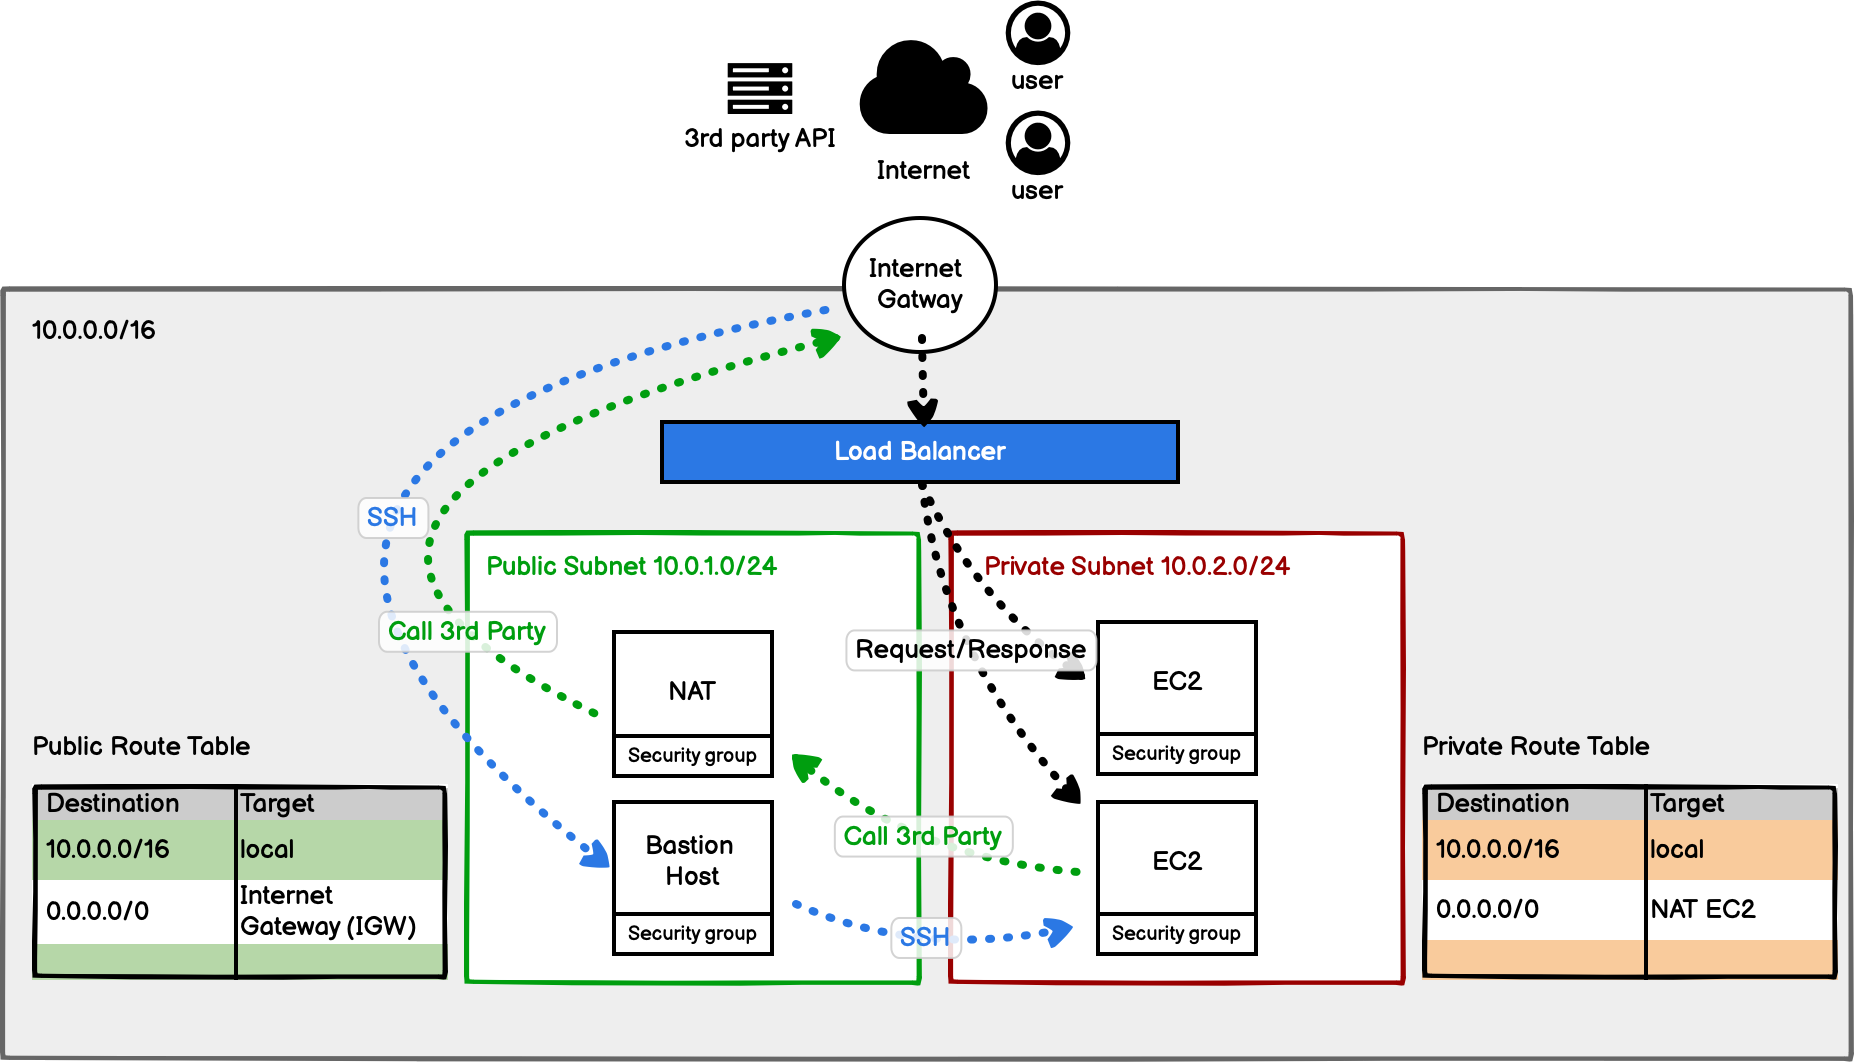 user
3rd party API
Internet
user
Internet
Gatway
10.0.0.0/16
Load Balancer
SSH
Public Subnet 10.0.1.0/24
Private Subnet 10.0.2.0/24
Call 3rd Party
Request/Response
NAT
Security group
EC2
Security group
Bastion
Host
Security group
Call 3rd Party
EC2
Security group
SSH
Public Route Table
Destination Target
10.0.0.0/16 local
0.0.0.0/0 Internet
Gateway (IGW)
Private Route Table
Destination Target
10.0.0.0/16 local
0.0.0.0/0 NAT EC2